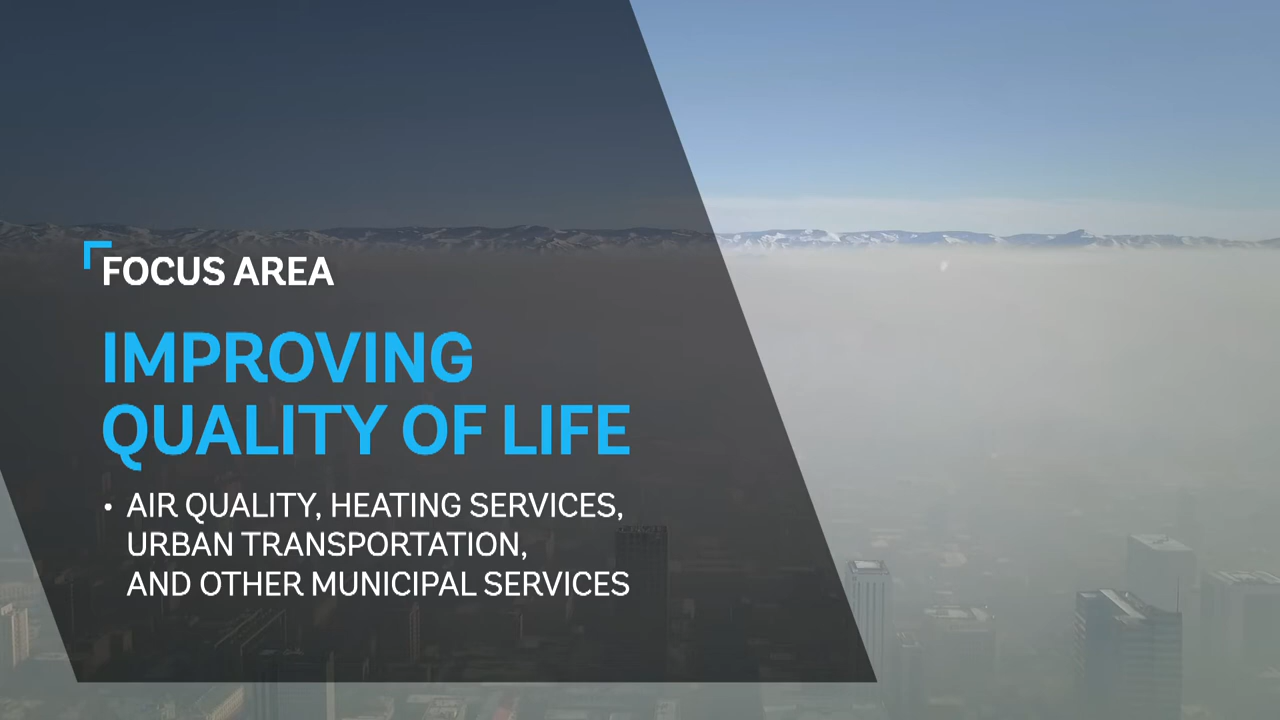 FOCUS AREA
IMPROVING
QUALITY OF LIFE
• AIR QUALITY, HEATING SERVICES,
URBAN TRANSPORTATION,
AND OTHER MUNICIPAL SERVICES